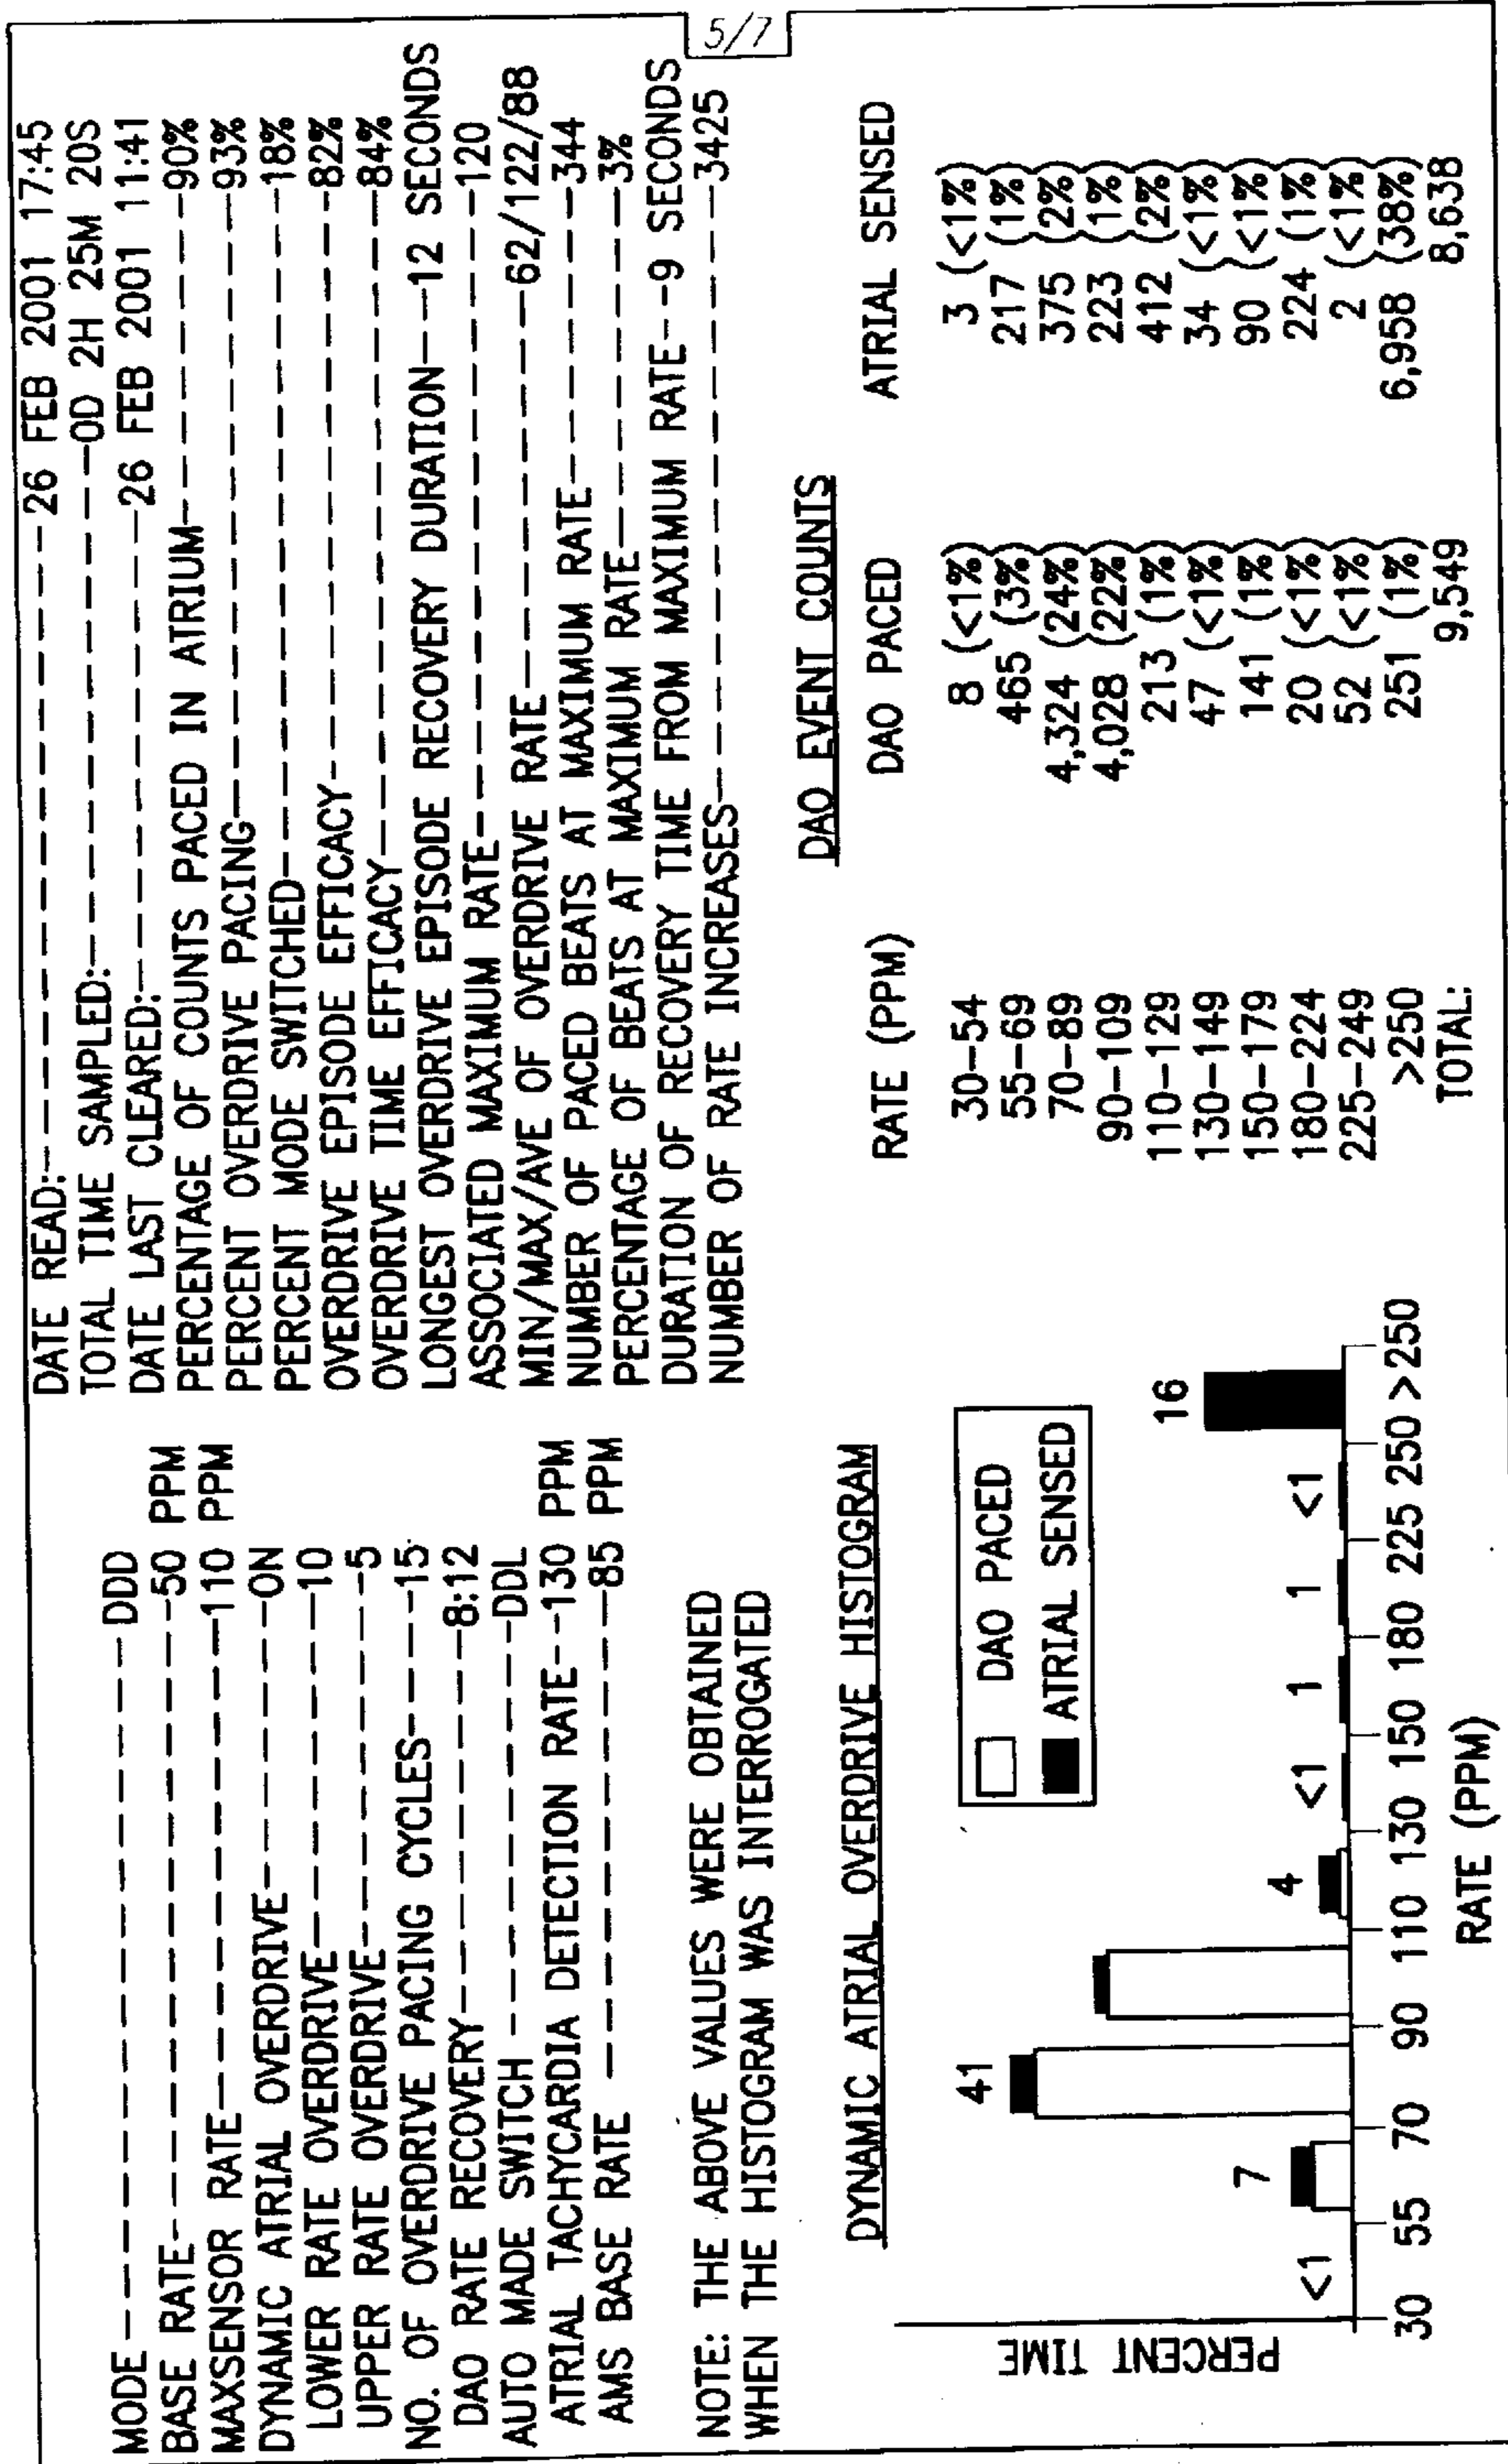 5/7
MODE-----------------DDD
BASE RATE------------50 PPM
MAXSENSOR RATE--------110 PPM
DYNAMIC ATRIAL OVERDRIVE------ON
LOWER RATE OVERDRIVE-------10
UPPER RATE OVERDRIVE-------5
NO. OF OVERDRIVE PACING CYCLES----15
DAO RATE RECOVERY--------8:12
AUTO MADE SWITCH --------DDL
ATRIAL TACHYCARDIA DETECTION RATE--130 PPM
AMS BASE RATE --------85 PPM
NOTE: THE ABOVE VALUES WERE OBTAINED
WHEN THE HISTOGRAM WAS INTERROGATED
DATE READ:------------26 FEB 2001 17:45
TOTAL TIME SAMPLED:---------0D 2H 25M 20S
DATE LAST CLEARED:---------26 FEB 2001 11:41
PERCENTAGE OF COUNTS PACED IN ATRIUM------90%
PERCENT OVERDRIVE PACING------------93%
PERCENT MODE SWITCHED------------18%
OVERDRIVE EPISODE EFFICACY------------82%
OVERDRIVE TIME EFFICACY------------84%
LONGEST OVERDRIVE EPISODE RECOVERY DURATION--12 SECONDS
ASSOCIATED MAXIMUM RATE------------120
MIN/MAX/AVE OF OVERDRIVE RATE--------62/122/88
NUMBER OF PACED BEATS AT MAXIMUM RATE------344
PERCENTAGE OF BEATS AT MAXIMUM RATE-------3%
DURATION OF RECOVERY TIME FROM MAXIMUM RATE--9 SECONDS
NUMBER OF RATE INCREASES------------3425
DYNAMIC ATRIAL OVERDRIVE HISTOGRAM
DAO PACED
ATRIAL SENSED
PERCENT TIME
<1 7 41 4 <1 1 1 <1 16
30 55 70 90 110 130 150 180 225 250 >250
RATE (PPM)
DAO EVENT COUNTS
RATE (PPM) DAO PACED ATRIAL SENSED
30-54 8 (<1%) 3 (<1%)
55-69 465 (3%) 217 (1%)
70-89 4,324 (24%) 375 (2%)
90-109 4,028 (22%) 223 (1%)
110-129 213 (1%) 412 (2%)
130-149 47 (<1%) 34 (<1%)
150-179 141 (1%) 90 (<1%)
180-224 20 (<1%) 224 (1%)
225-249 52 (<1%) 2 (<1%)
>250 251 (1%) 6,958 (38%)
TOTAL: 9,549 8,638